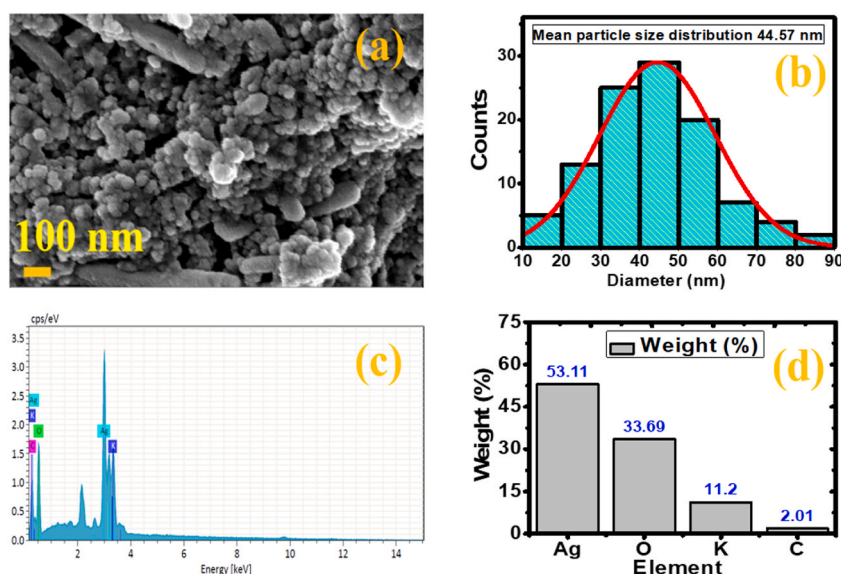 (a)
100 nm
Mean particle size distribution 44.57 nm
(b)
30
20
10
0
Counts
10 20 30 40 50 60 70 80 90
Diameter (nm)
cps/eV
(c)
3.5
3.0
2.5
2.0
1.5
1.0
0.5
0.0
Ag
K
O
C
Ag
K
2 4 6 8 10 12 14
Energy [keV]
Weight (%)
(d)
75
60
45
30
15
0
Weight (%)
53.11
33.69
11.2
2.01
Ag O K C
Element